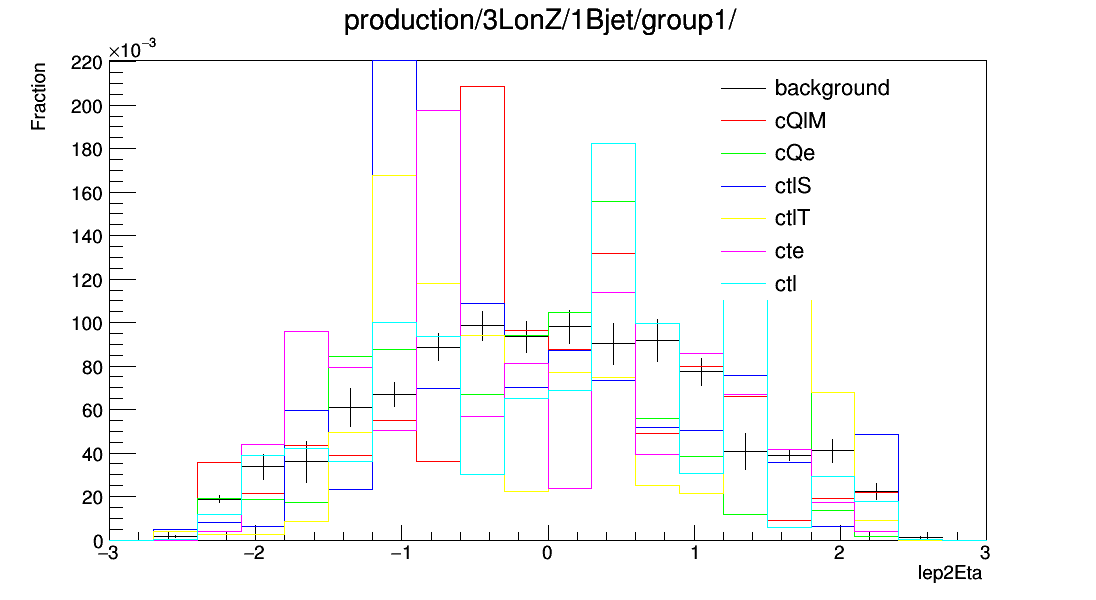 production/3LonZ/1Bjet/group1/
×10⁻³
Fraction
220
200
180
160
140
120
100
80
60
40
20
0
background
cQlM
cQe
ctlS
ctlT
cte
ctl
−3 −2 −1 0 1 2 3
lep2Eta